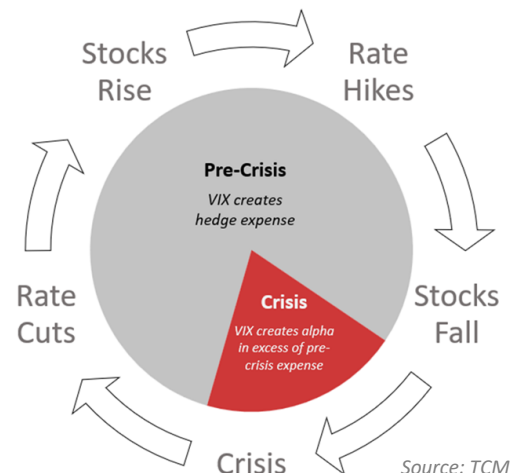 Stocks
Rise
Rate
Hikes
Pre-Crisis
VIX creates
hedge expense
Crisis
VIX creates alpha
in excess of pre-
crisis expense
Stocks
Fall
Rate
Cuts
Crisis
Source: TCM